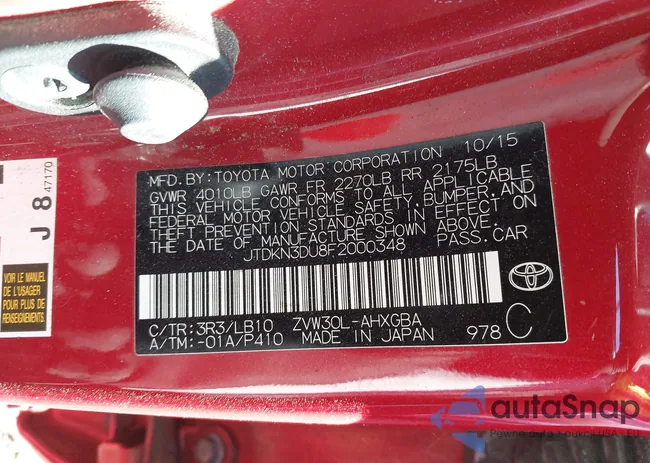 MFD. BY: TOYOTA MOTOR CORPORATION 10/15
GVWR 4010LB GAWR FR 2270LB RR 2175LB
THIS VEHICLE CONFORMS TO ALL APPLICABLE
FEDERAL MOTOR VEHICLE SAFETY, BUMPER, AND
THEFT PREVENTION STANDARDS IN EFFECT ON
THE DATE OF MANUFACTURE SHOWN ABOVE.
JTDKN3DU8F2000348 PASS. CAR
C/TR: 3R3/LB10 ZVW30L-AHXGBA
A/TM: -01A/P410 MADE IN JAPAN 978 C
TOYOTA
J 8 47170
VOIR LE MANUEL
DE L'USAGER
POUR PLUS DE
RENSEIGNEMENTS
autaSnap